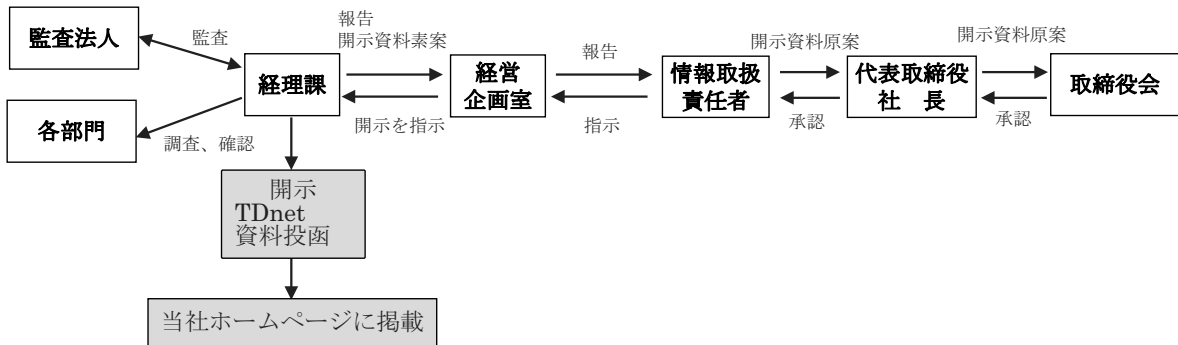 監査法人
監査
各部門
調査、確認
経理課
報告
開示資料素案
開示を指示
経営
企画室
報告
指示
情報取扱
責任者
開示資料原案
承認
代表取締役
社　長
開示資料原案
承認
取締役会
開示
TDnet
資料投函
当社ホームページに掲載